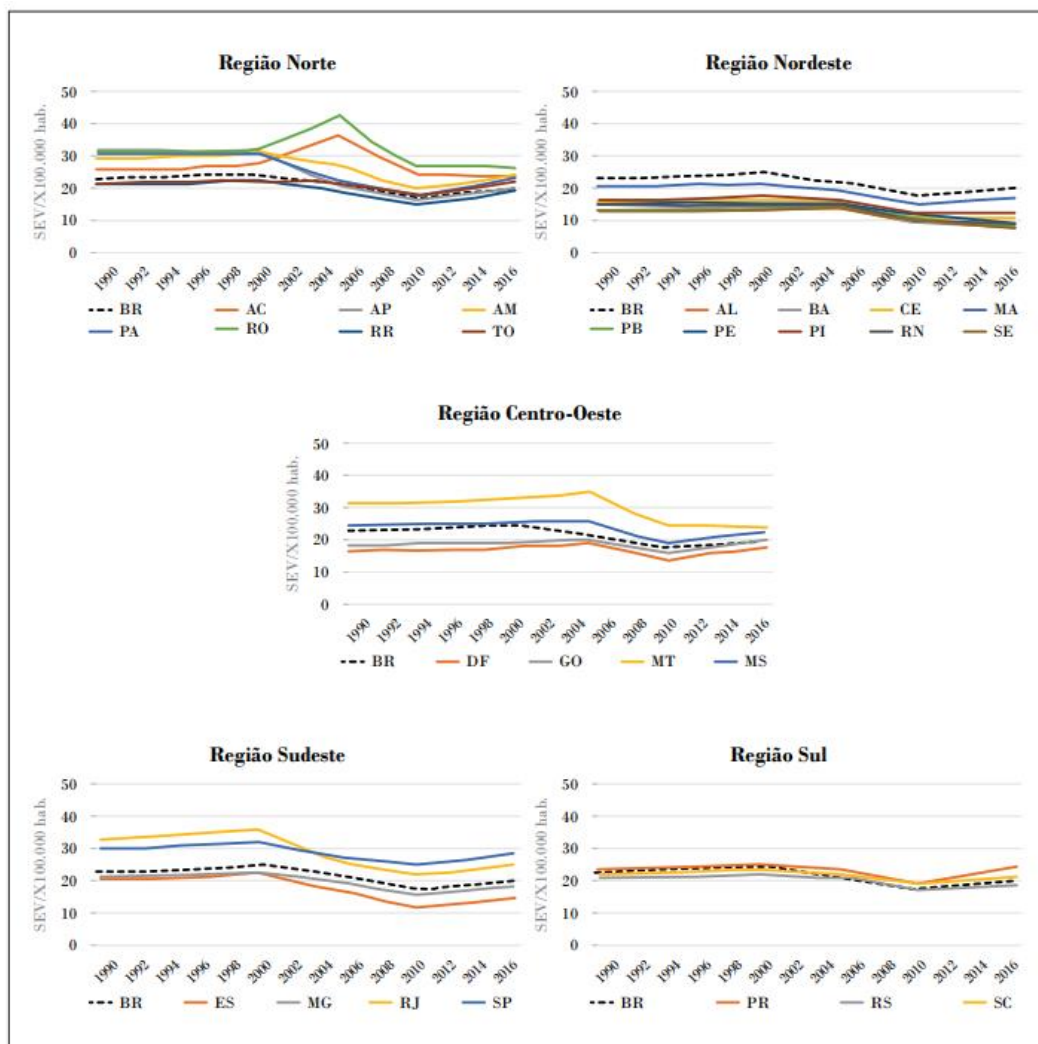 Região Norte
50
40
30
20
10
0
SEV/X100.000 hab.
1990 1992 1994 1996 1998 2000 2002 2004 2006 2008 2010 2012 2014 2016
BR AC AP AM
PA RO RR TO
Região Nordeste
50
40
30
20
10
0
SEV/X100.000 hab.
1990 1992 1994 1996 1998 2000 2002 2004 2006 2008 2010 2012 2014 2016
BR AL BA CE MA
PB PE PI RN SE
Região Centro-Oeste
50
40
30
20
10
0
SEV/X100.000 hab.
1990 1992 1994 1996 1998 2000 2002 2004 2006 2008 2010 2012 2014 2016
BR DF GO MT MS
Região Sudeste
50
40
30
20
10
0
SEV/X100.000 hab.
1990 1992 1994 1996 1998 2000 2002 2004 2006 2008 2010 2012 2014 2016
BR ES MG RJ SP
Região Sul
50
40
30
20
10
0
SEV/X100.000 hab.
1990 1992 1994 1996 1998 2000 2002 2004 2006 2008 2010 2012 2014 2016
BR PR RS SC